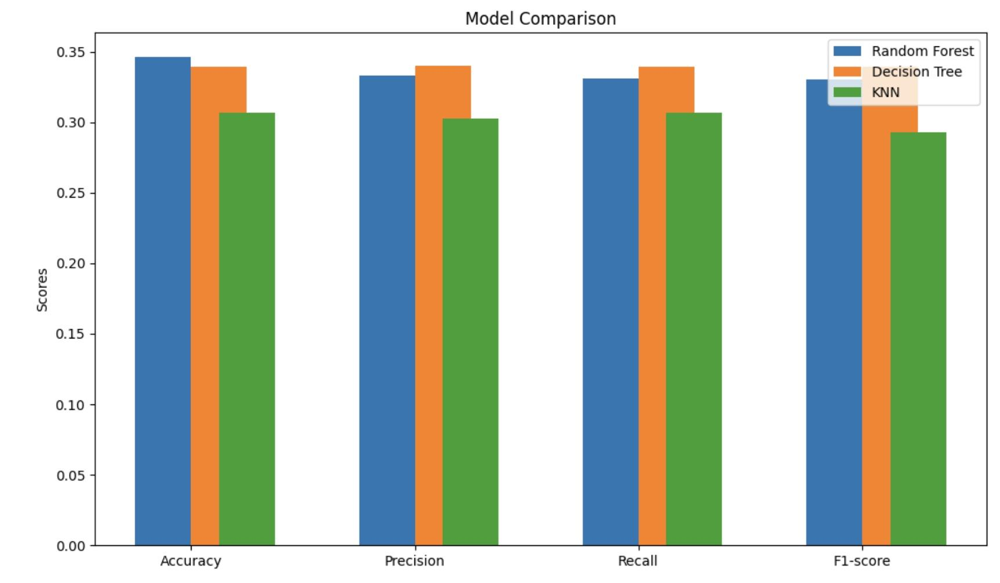 Model Comparison
Random Forest
Decision Tree
KNN
Scores
0.35
0.30
0.25
0.20
0.15
0.10
0.05
0.00
Accuracy
Precision
Recall
F1-score